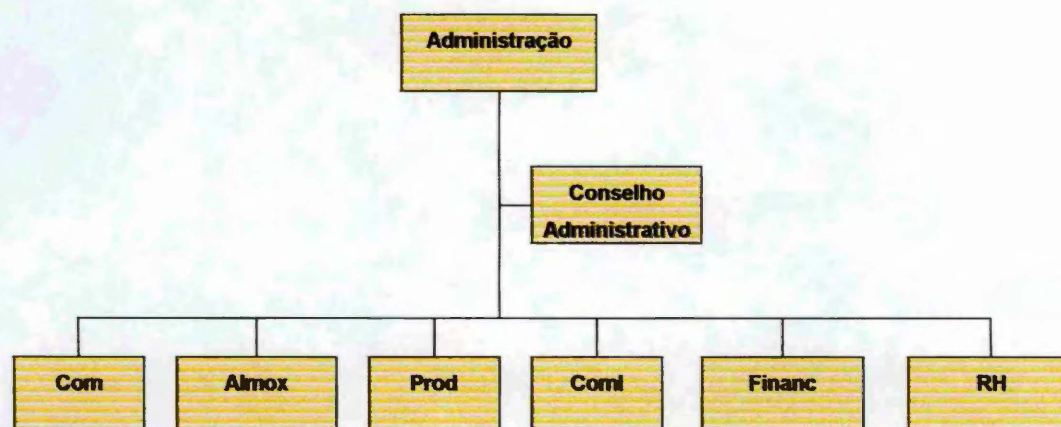 Administração
Conselho
Administrativo
Com
Almox
Prod
Coml
Financ
RH